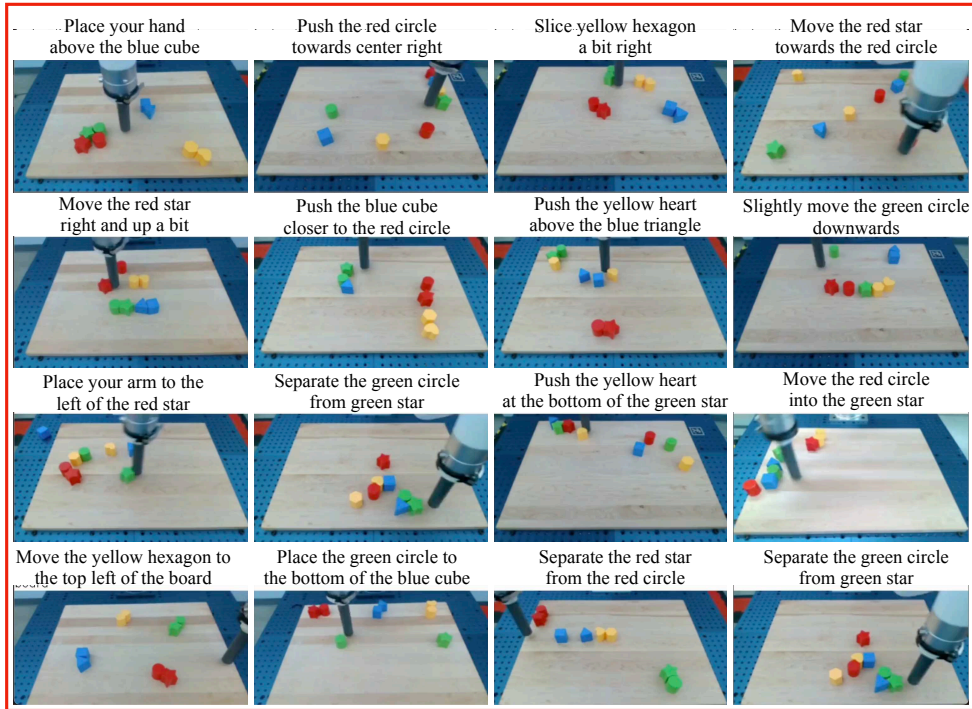 Place your hand
above the blue cube
Push the red circle
towards center right
Slice yellow hexagon
a bit right
Move the red star
towards the red circle
Move the red star
right and up a bit
Push the blue cube
closer to the red circle
Push the yellow heart
above the blue triangle
Slightly move the green circle
downwards
Place your arm to the
left of the red star
Separate the green circle
from green star
Push the yellow heart
at the bottom of the green star
Move the red circle
into the green star
Move the yellow hexagon to
the top left of the board
Place the green circle to
the bottom of the blue cube
Separate the red star
from the red circle
Separate the green circle
from green star